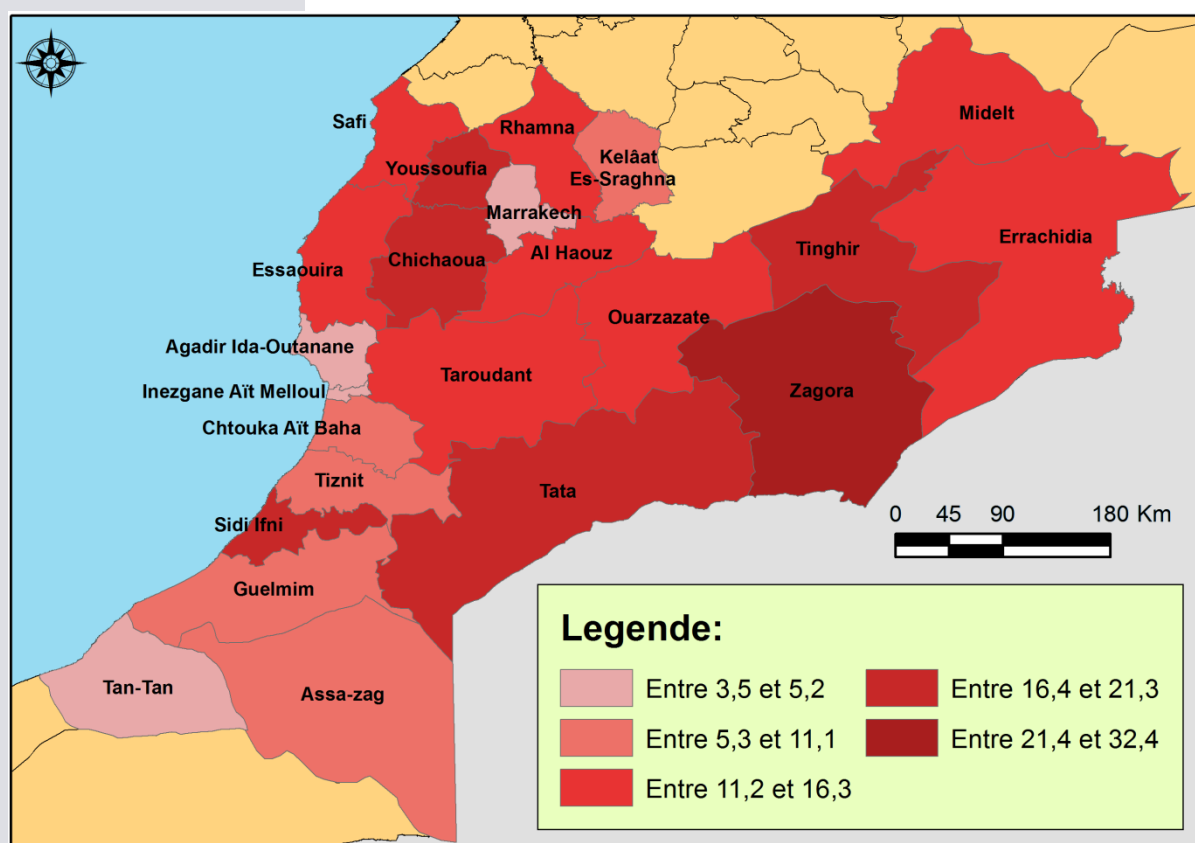 Safi
Rhamna
Midelt
Youssoufia
Kelâat
Es-Sraghna
Marrakech
Al Haouz
Chichaoua
Essaouira
Tinghir
Errachidia
Ouarzazate
Agadir Ida-Outanane
Taroudant
Inezgane Aït Melloul
Zagora
Chtouka Aït Baha
Tiznit
Tata
Sidi Ifni
Guelmim
Tan-Tan
Assa-zag
0 45 90 180 Km
Legende:
Entre 3,5 et 5,2
Entre 5,3 et 11,1
Entre 11,2 et 16,3
Entre 16,4 et 21,3
Entre 21,4 et 32,4